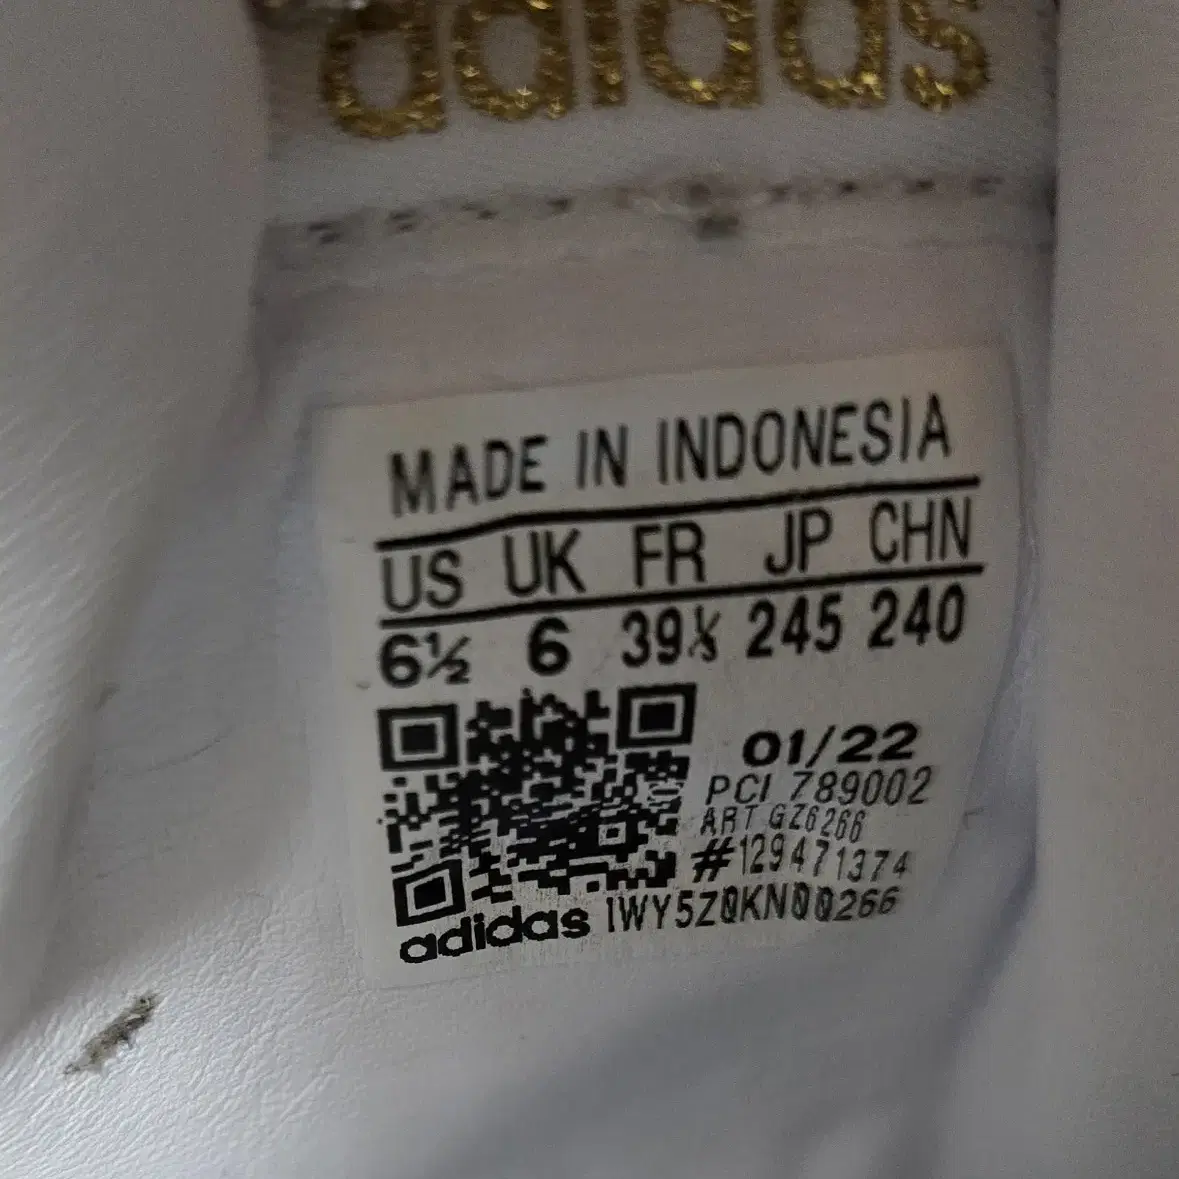 adidas
MADE IN INDONESIA
US UK FR JP CHN
6½ 6 39⅓ 245 240
01/22
PCI 789002
ART GZ6266
#129471374
adidas 1WY5Z0KN00266